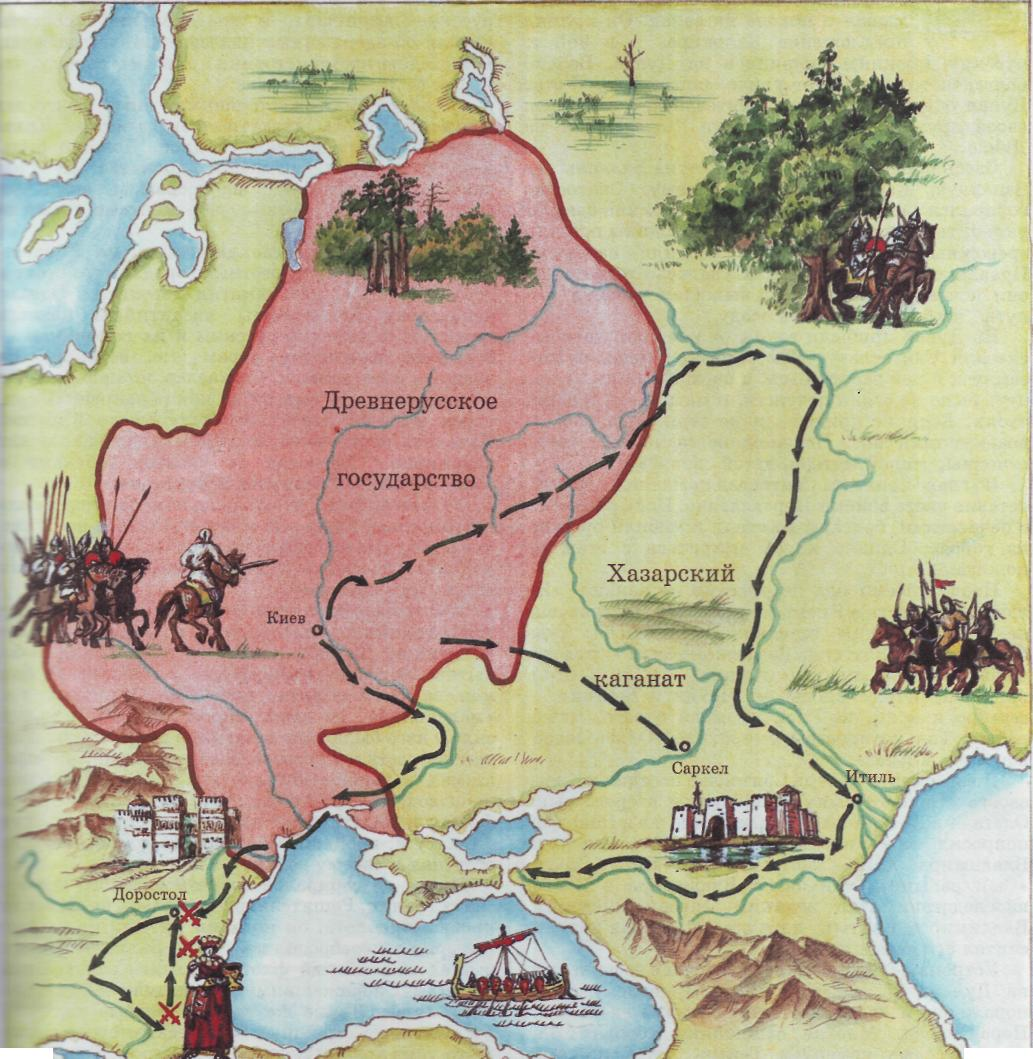 Древнерусское
государство
Хазарский
Киев
каганат
Саркел
Итиль
Доростол